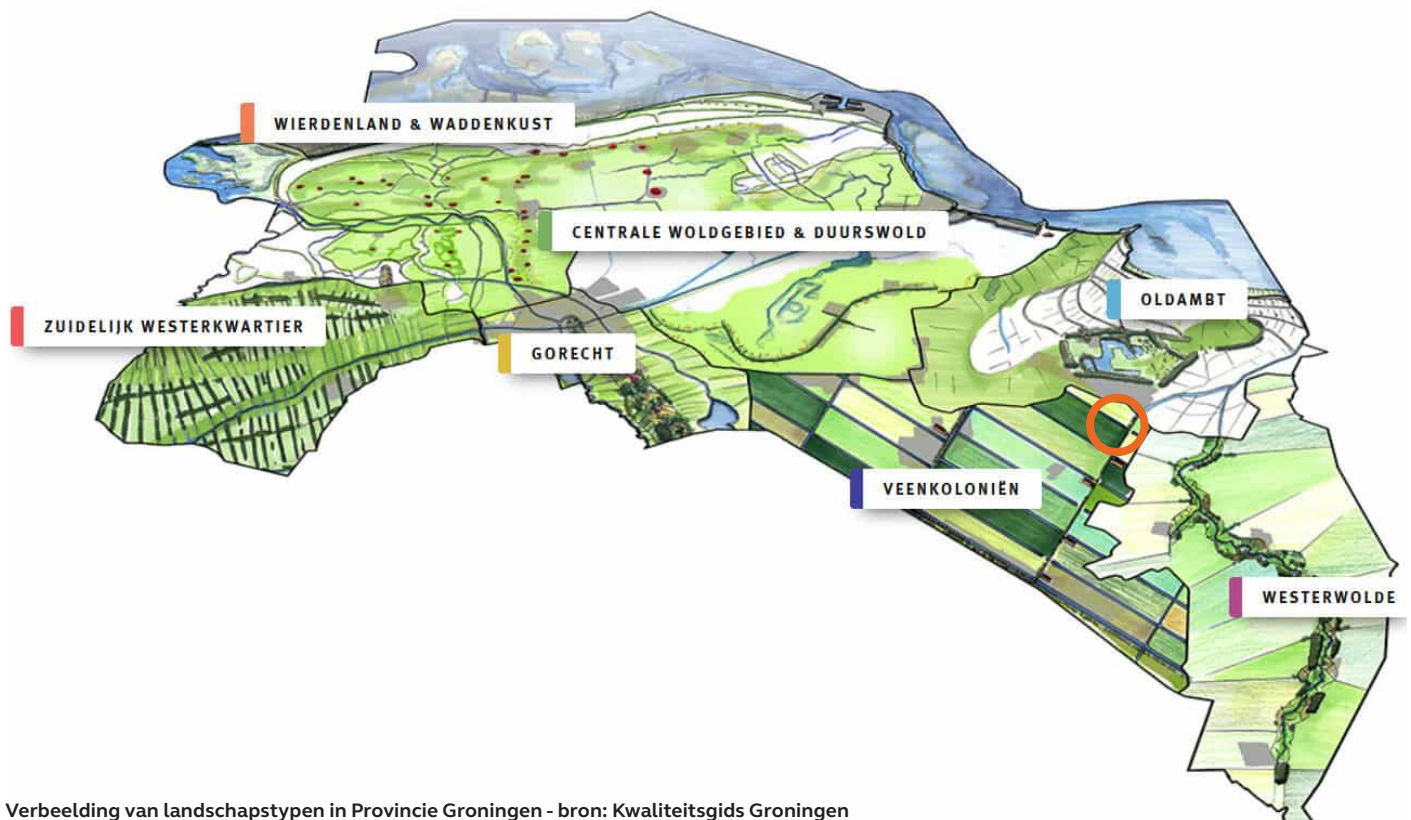 WIERDENLAND & WADDENKUST
CENTRALE WOLDGEBIED & DUURSWOLD
OLDAMBT
ZUIDELIJK WESTERKWARTIER
GORECHT
VEENKOLONIËN
WESTERWOLDE
Verbeelding van landschapstypen in Provincie Groningen - bron: Kwaliteitsgids Groningen